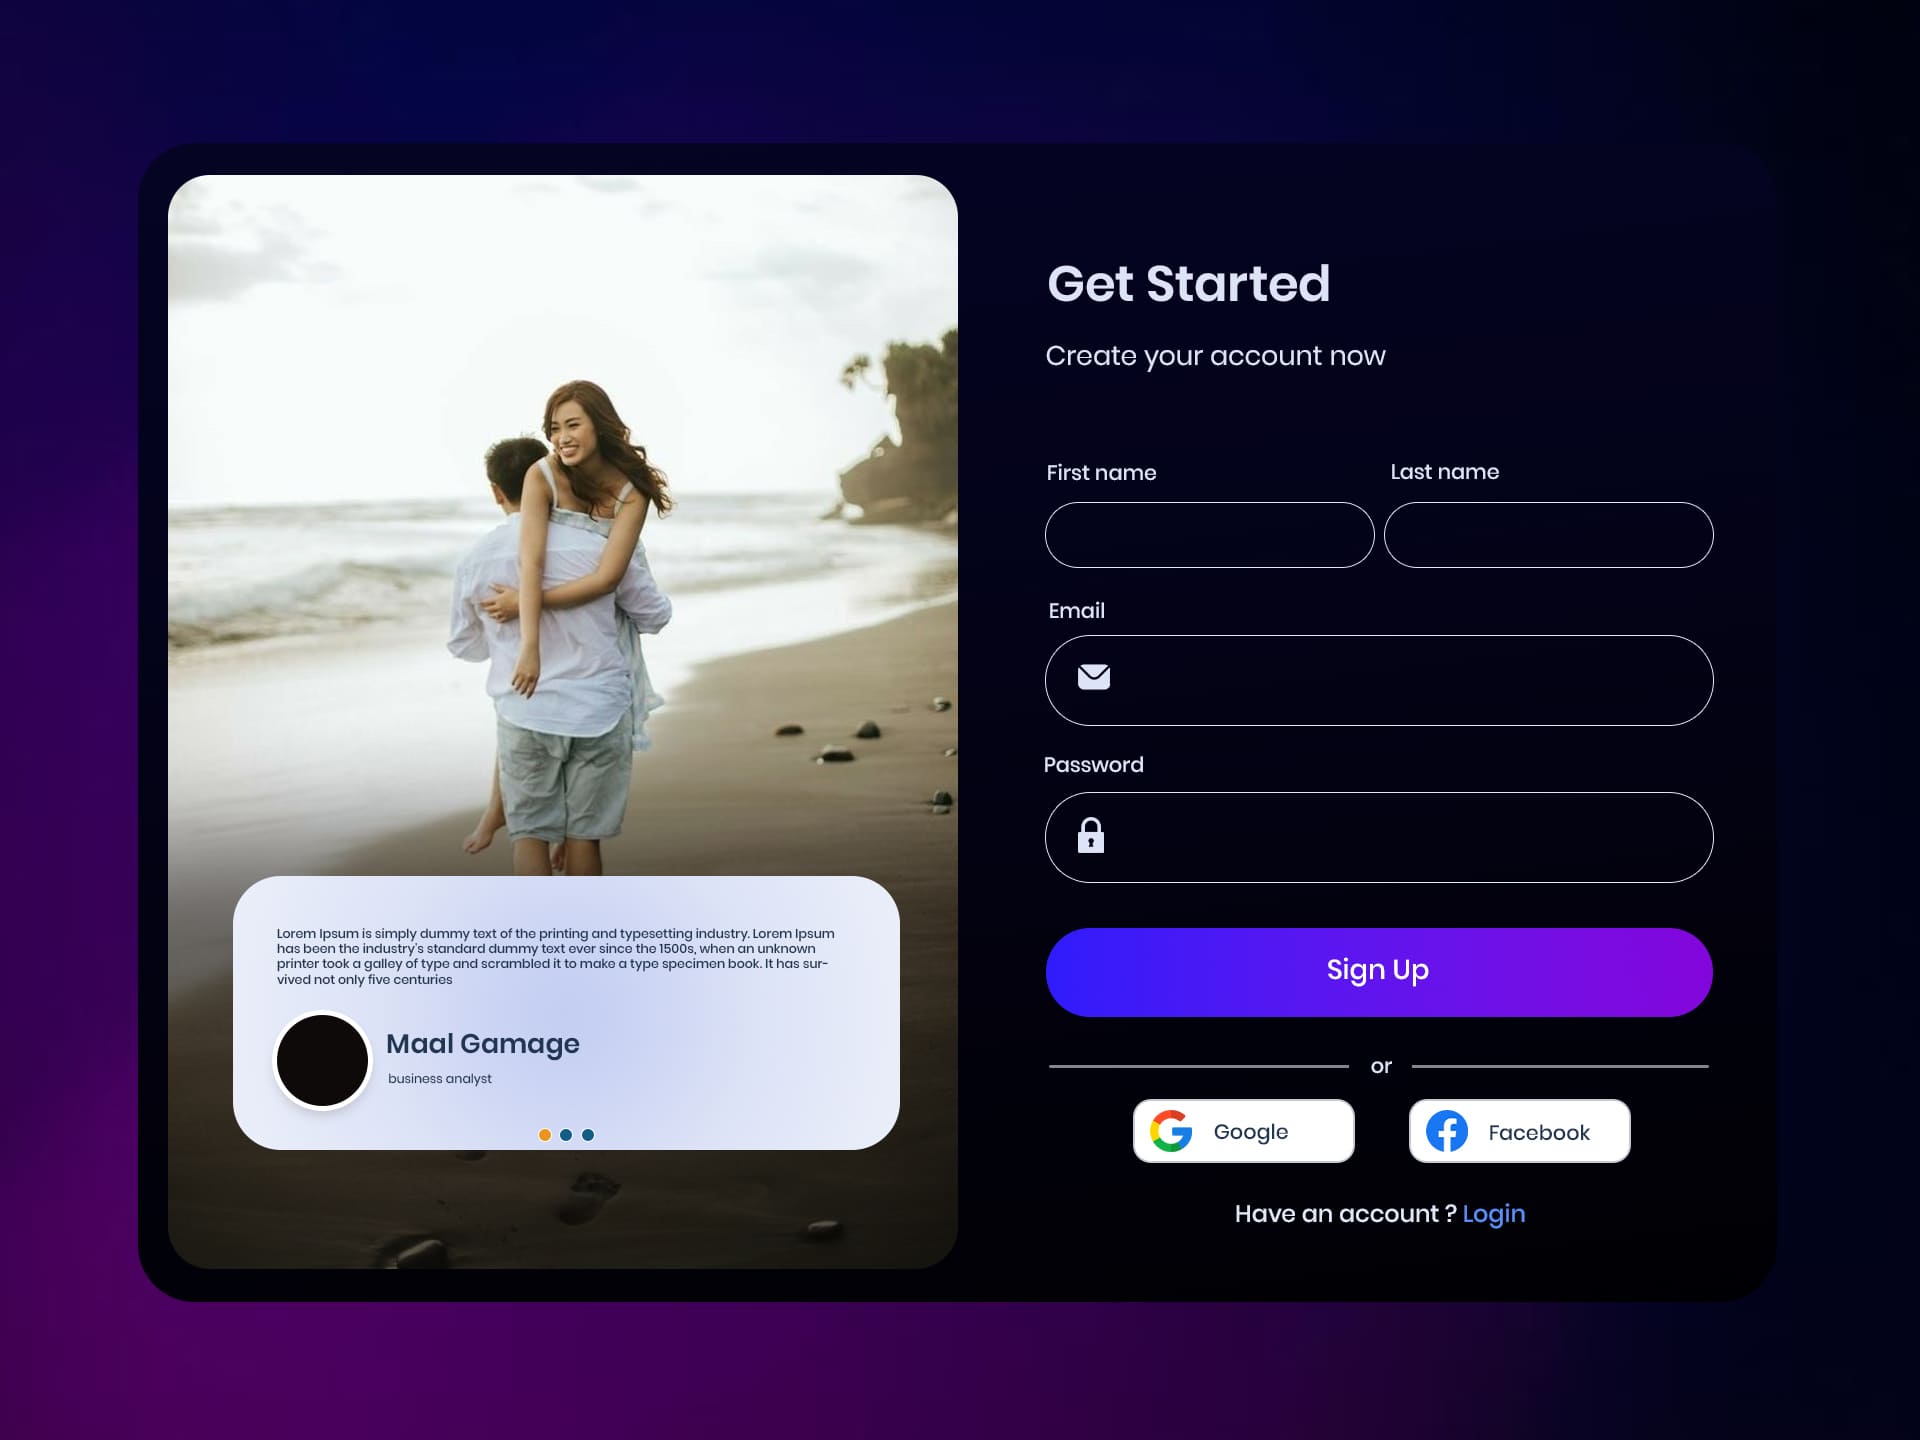 Get Started
Create your account now
First name
Last name
Email
Password
Sign Up
or
Google
Facebook
Have an account ? Login
Lorem Ipsum is simply dummy text of the printing and typesetting industry. Lorem Ipsum
has been the industry's standard dummy text ever since the 1500s, when an unknown
printer took a galley of type and scrambled it to make a type specimen book. It has sur-
vived not only five centuries
Maal Gamage
business analyst